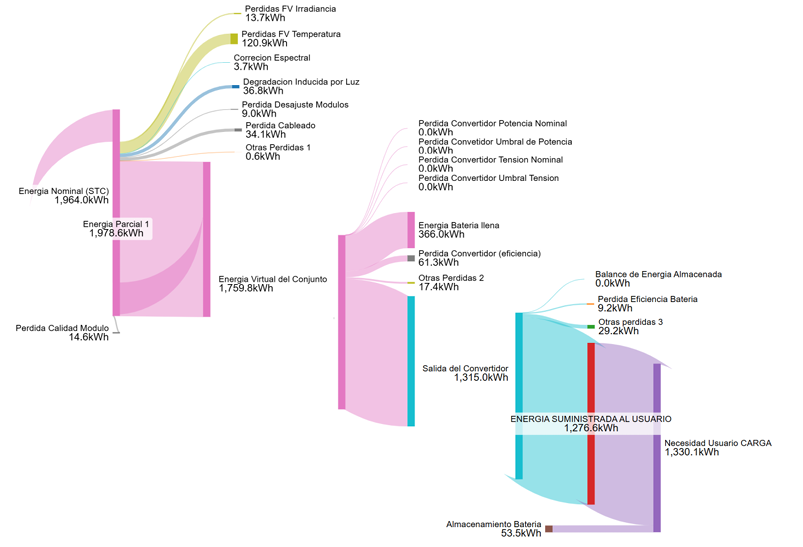 Perdidas FV Irradiancia
13.7kWh
Perdidas FV Temperatura
120.9kWh
Correcion Espectral
3.7kWh
Degradacion Inducida por Luz
36.8kWh
Perdida Desajuste Modulos
9.0kWh
Perdida Cableado
34.1kWh
Otras Perdidas 1
0.6kWh
Energia Nominal (STC)
1,964.0kWh
Energia Parcial 1
1,978.6kWh
Energia Virtual del Conjunto
1,759.8kWh
Perdida Calidad Modulo
14.6kWh
Perdida Convertidor Potencia Nominal
0.0kWh
Perdida Convertidor Umbral de Potencia
0.0kWh
Perdida Convertidor Tension Nominal
0.0kWh
Perdida Convertidor Umbral Tension
0.0kWh
Energia Bateria llena
366.0kWh
Perdida Convertidor (eficiencia)
61.3kWh
Otras Perdidas 2
17.4kWh
Salida del Convertidor
1,315.0kWh
Balance de Energia Almacenada
0.0kWh
Perdida Eficiencia Bateria
9.2kWh
Otras perdidas 3
29.2kWh
ENERGIA SUMINISTRADA AL USUARIO
1,276.6kWh
Necesidad Usuario CARGA
1,330.1kWh
Almacenamiento Bateria
53.5kWh